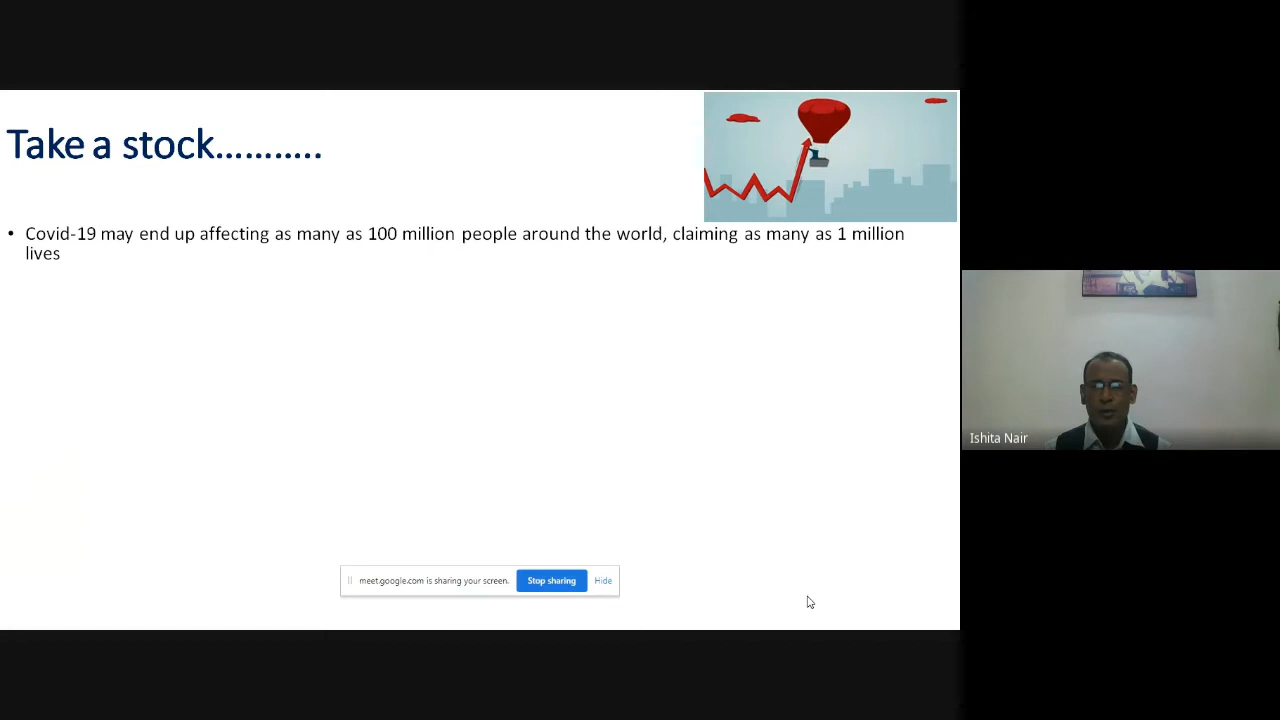 Take a stock...........
• Covid-19 may end up affecting as many as 100 million people around the world, claiming as many as 1 million
lives
Ishita Nair
meet.google.com is sharing your screen. Stop sharing Hide